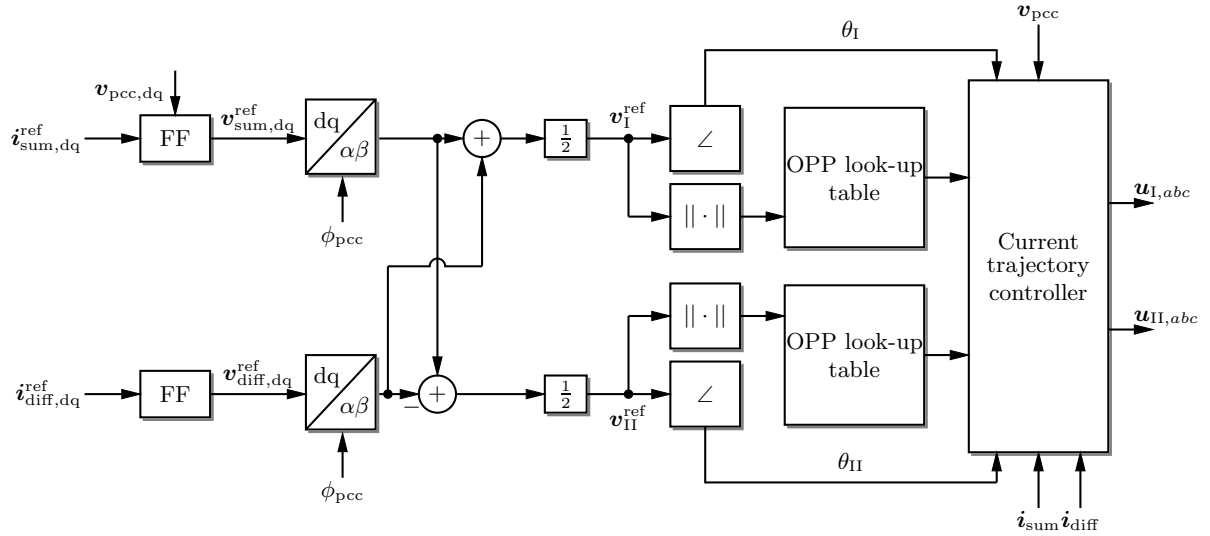 v_pcc
θ_I
v_pcc,dq
i^ref_sum,dq
FF
v^ref_sum,dq
dq
αβ
ϕ_pcc
+
1/2
v^ref_I
∠
|| · ||
OPP look-up
table
Current
trajectory
controller
u_I,abc
u_II,abc
i^ref_diff,dq
FF
v^ref_diff,dq
dq
αβ
ϕ_pcc
−
+
1/2
v^ref_II
|| · ||
∠
OPP look-up
table
θ_II
i_sum i_diff